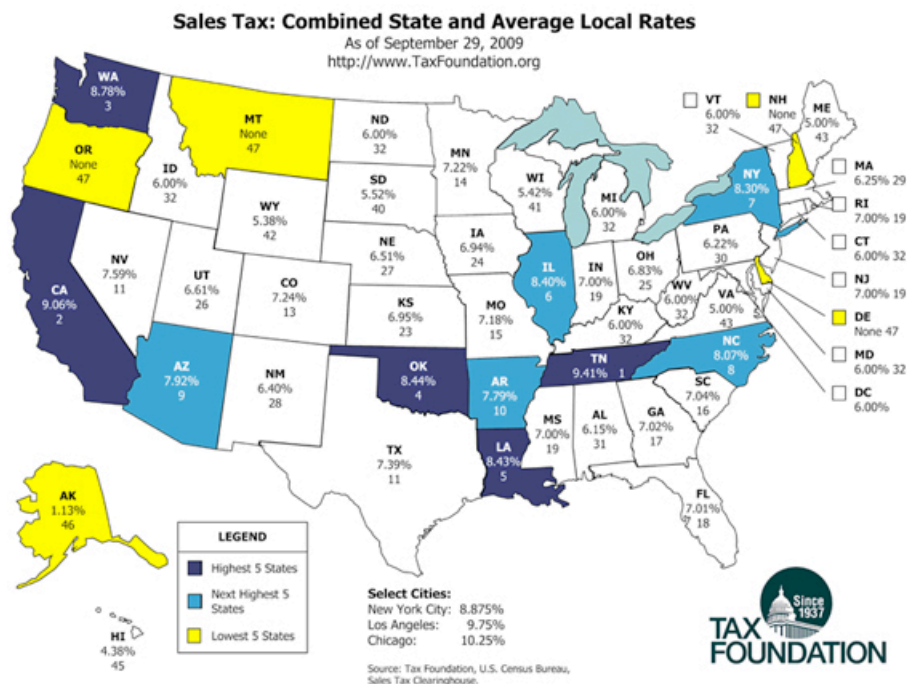 Sales Tax: Combined State and Average Local Rates
As of September 29, 2009
http://www.TaxFoundation.org
WA
8.78%
3
MT
None
47
ND
6.00%
32
MN
7.22%
14
VT
6.00%
32
NH
None
47
ME
5.00%
43
OR
None
47
ID
6.00%
32
SD
5.52%
40
WI
5.42%
41
MI
6.00%
32
NY
8.30%
7
MA
6.25% 29
RI
7.00% 19
CT
6.00% 32
NJ
7.00% 19
DE
None 47
MD
6.00% 32
DC
6.00%
WY
5.38%
42
NE
6.51%
27
IA
6.94%
24
PA
6.22%
30
NV
7.59%
11
UT
6.61%
26
CO
7.24%
13
IL
8.40%
6
IN
7.00%
19
OH
6.83%
25
WV
6.00%
32
VA
5.00%
43
CA
9.06%
2
KS
6.95%
23
MO
7.18%
15
KY
6.00%
32
AZ
7.92%
9
NM
6.40%
28
OK
8.44%
4
AR
7.79%
10
TN
9.41% 1
NC
8.07%
8
SC
7.04%
16
TX
7.39%
11
LA
8.43%
5
MS
7.00%
19
AL
6.15%
31
GA
7.02%
17
FL
7.01%
18
AK
1.13%
46
HI
4.38%
45
LEGEND
Highest 5 States
Next Highest 5
States
Lowest 5 States
Select Cities:
New York City: 8.875%
Los Angeles: 9.75%
Chicago: 10.25%
Source: Tax Foundation, U.S. Census Bureau,
Sales Tax Clearinghouse.
Since
1937
TAX
FOUNDATION